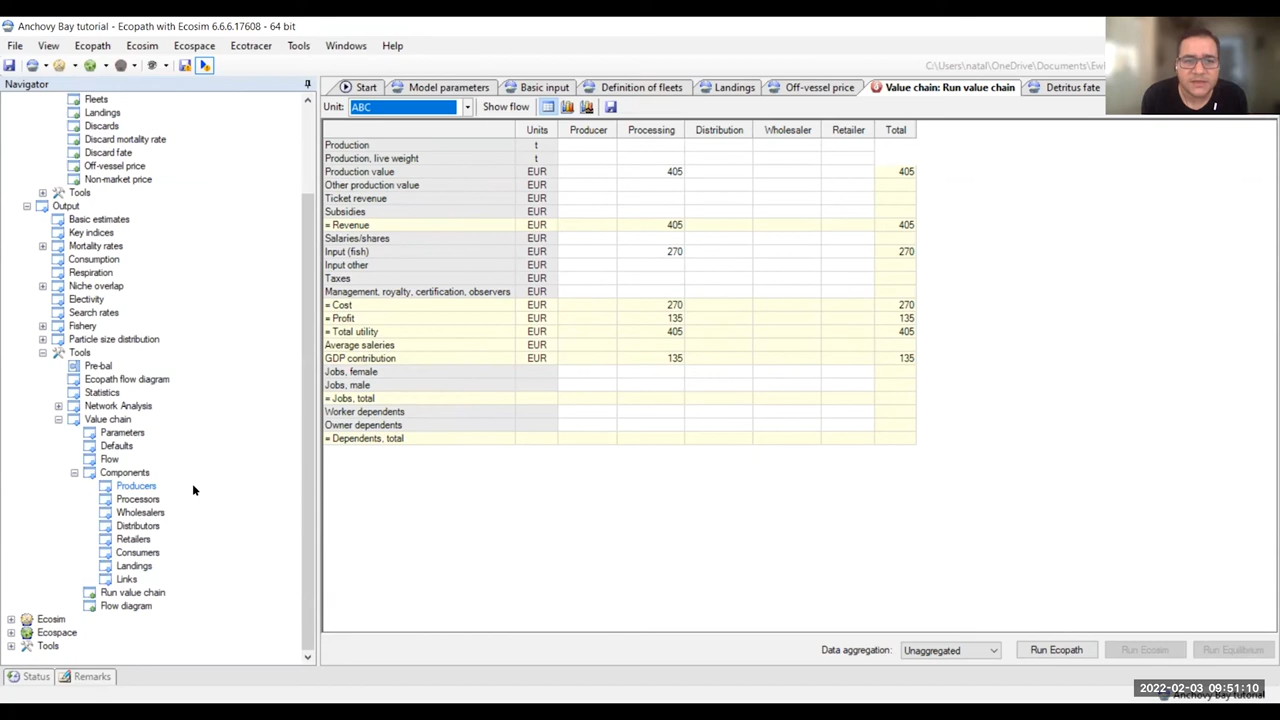 Anchovy Bay tutorial - Ecopath with Ecosim 6.6.6.17608 - 64 bit
File View Ecopath Ecosim Ecospace Ecotracer Tools Windows Help
C:\Users\natal\OneDrive\Documents\Ewl
Navigator
Start Model parameters Basic input Definition of fleets Landings Off-vessel price Value chain: Run value chain Detritus fate
Unit: ABC Show flow
Fleets
Landings
Discards
Discard mortality rate
Discard fate
Off-vessel price
Non-market price
Tools
Output
Basic estimates
Key indices
Mortality rates
Consumption
Respiration
Niche overlap
Electivity
Search rates
Fishery
Particle size distribution
Tools
Pre-bal
Ecopath flow diagram
Statistics
Network Analysis
Value chain
Parameters
Defaults
Flow
Components
Producers
Processors
Wholesalers
Distributors
Retailers
Consumers
Landings
Links
Run value chain
Flow diagram
Ecosim
Ecospace
Tools
Units Producer Processing Distribution Wholesaler Retailer Total
Production t
Production, live weight t
Production value EUR 405 405
Other production value EUR
Ticket revenue EUR
Subsidies EUR
= Revenue EUR 405 405
Salaries/shares EUR
Input (fish) EUR 270 270
Input other EUR
Taxes EUR
Management, royalty, certification, observers EUR
= Cost EUR 270 270
= Profit EUR 135 135
= Total utility EUR 405 405
Average saleries EUR
GDP contribution EUR 135 135
Jobs, female
Jobs, male
= Jobs, total
Worker dependents
Owner dependents
= Dependents, total
Data aggregation: Unaggregated Run Ecopath Run Ecosim Run Equilibrium
Status Remarks
2022-02-03 09:51:10
Anchovy Bay tutorial